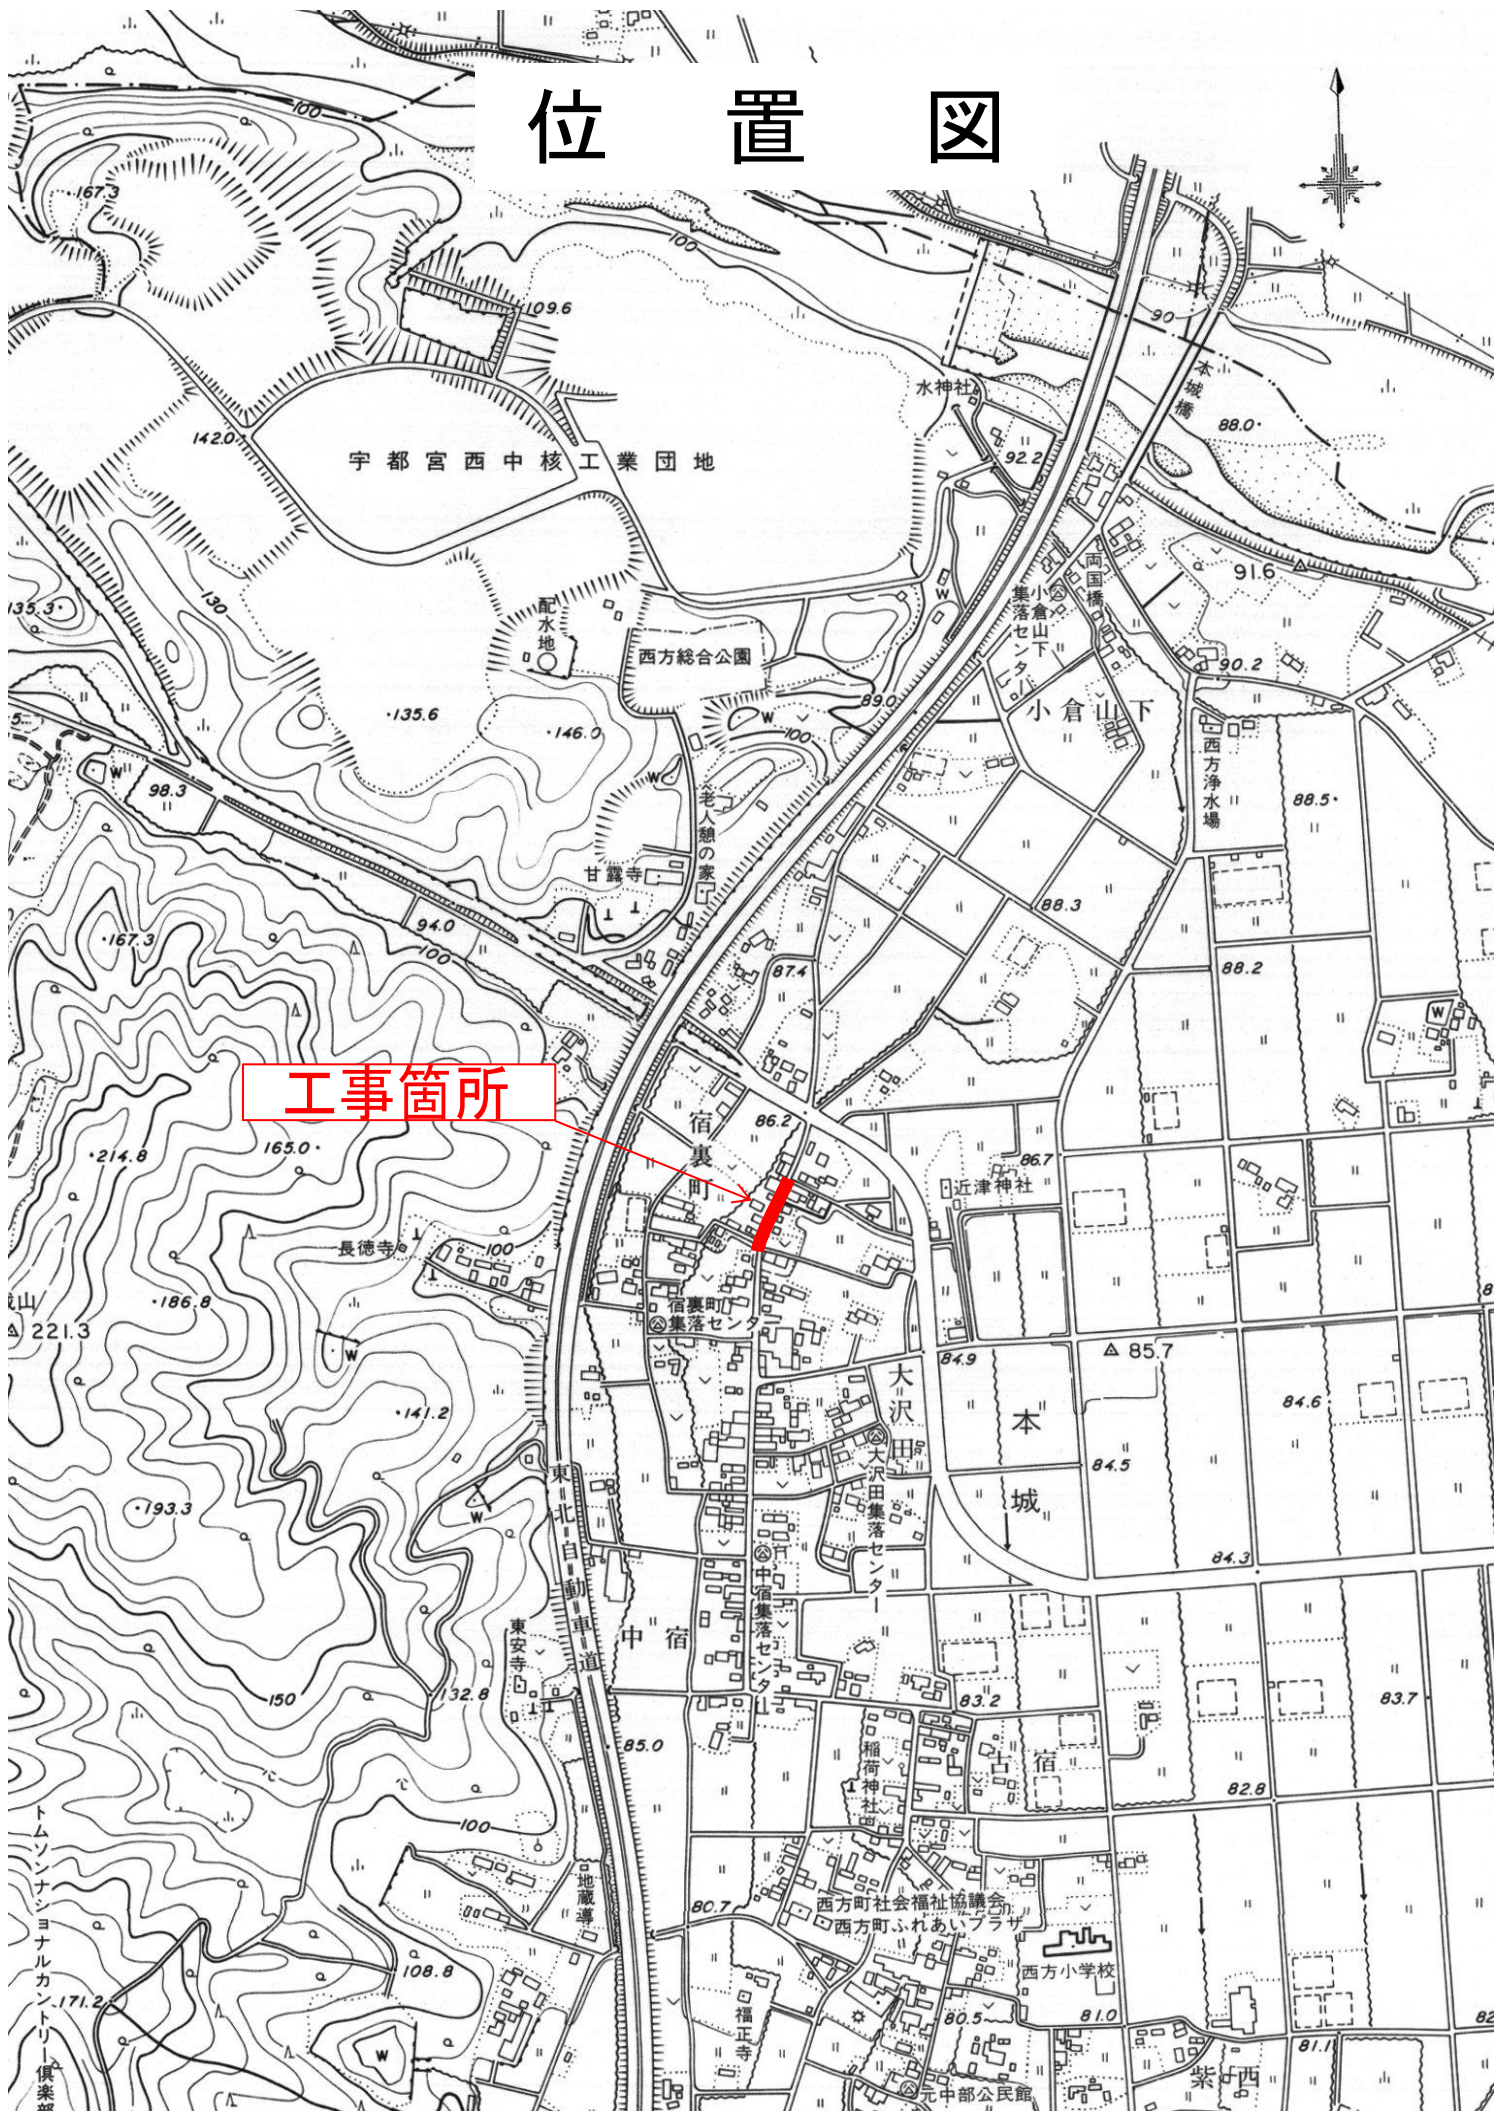 位置図
100
167.3
109.6
100
90
本城橋
水神社
88.0
142.0
宇都宮西中核工業団地
92.2
両国橋
小倉山下
集落センター
91.6
130
135.3
配水地
西方総合公園
90.2
135.6
146.0
W
89.0
100
小倉山下
西方浄水場
W
98.3
W
老人憩の家
88.5
甘露寺
88.3
167.3
94.0
100
87.4
88.2
W
工事箇所
宿裏町
86.2
214.8
165.0
86.7
近津神社
長徳寺
100
186.8
宿裏町
集落センター
221.3
W
84.9
85.7
大沢田
141.2
本城
84.6
大沢田集落センター
84.5
193.3
W
東北自動車道
中宿集落センター
84.3
東安寺
中宿
150
132.8
83.2
83.7
85.0
稲荷神社
古宿
82.8
トムソンナショナルカントリー倶楽部
100
地蔵導
80.7
西方町社会福祉協議会
西方町ふれあいプラザ
西方小学校
108.8
171.2
福正寺
80.5
81.0
82
81.1
W
元中部公民館
紫西